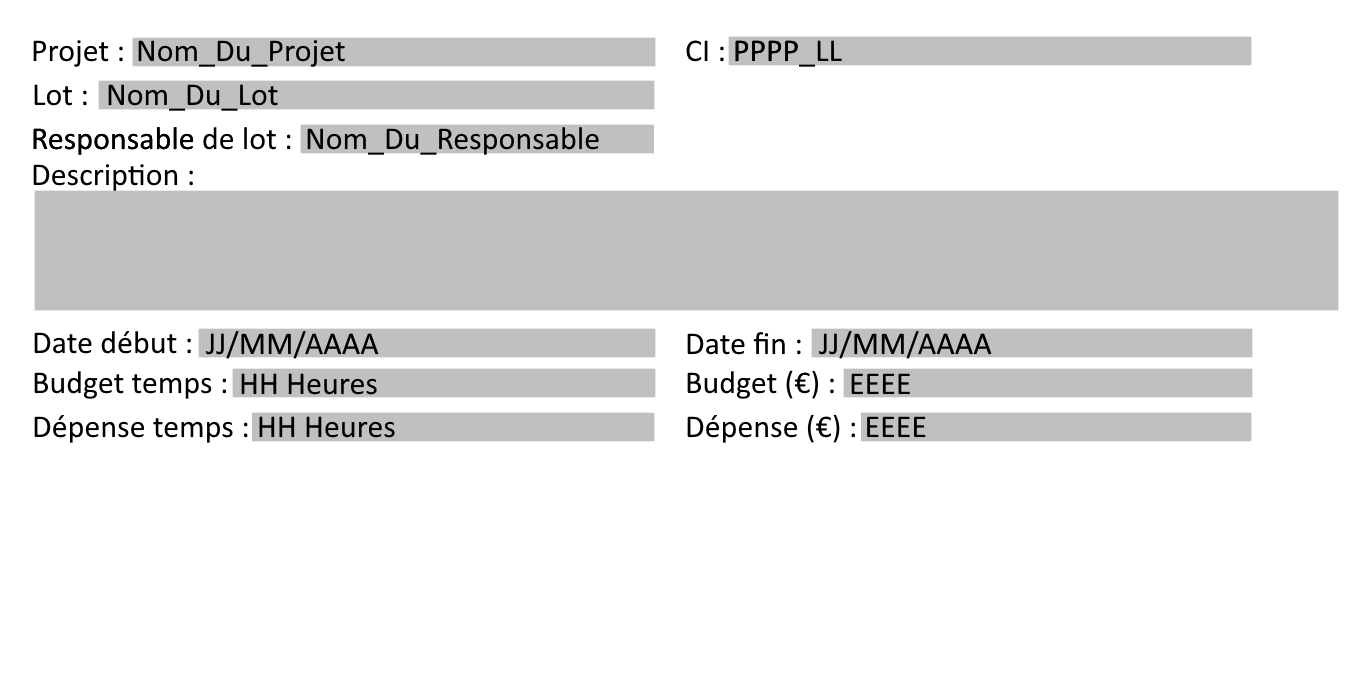 Projet : Nom_Du_Projet CI : PPPP_LL
Lot : Nom_Du_Lot
Responsable de lot : Nom_Du_Responsable
Description :
Date début : JJ/MM/AAAA Date fin : JJ/MM/AAAA
Budget temps : HH Heures Budget (€) : EEEE
Dépense temps : HH Heures Dépense (€) : EEEE